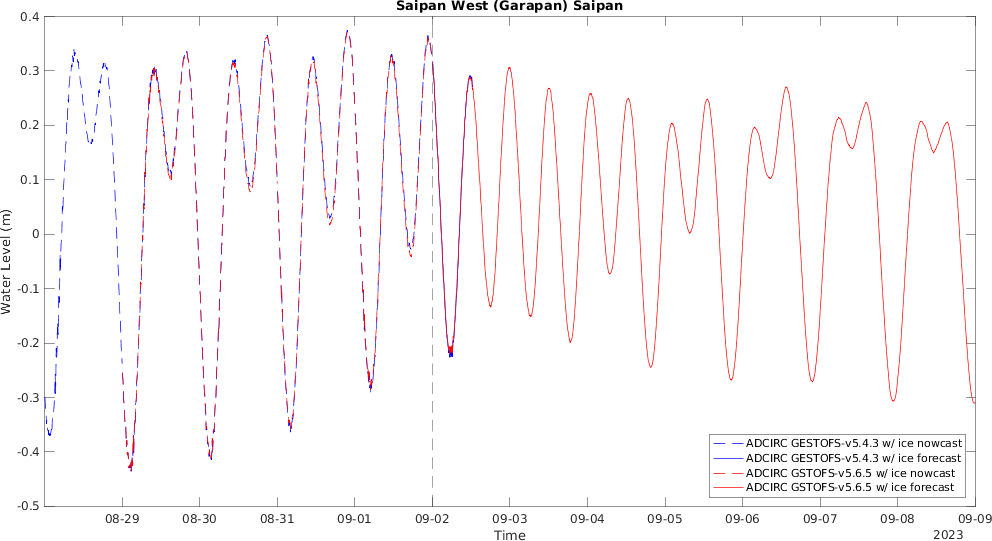 Saipan West (Garapan) Saipan
0.4
0.3
0.2
0.1
0
-0.1
-0.2
-0.3
-0.4
-0.5
Water Level (m)
ADCIRC GESTOFS-v5.4.3 w/ ice nowcast
ADCIRC GESTOFS-v5.4.3 w/ ice forecast
ADCIRC GSTOFS-v5.6.5 w/ ice nowcast
ADCIRC GSTOFS-v5.6.5 w/ ice forecast
08-29 08-30 08-31 09-01 09-02 09-03 09-04 09-05 09-06 09-07 09-08 09-09
Time
2023